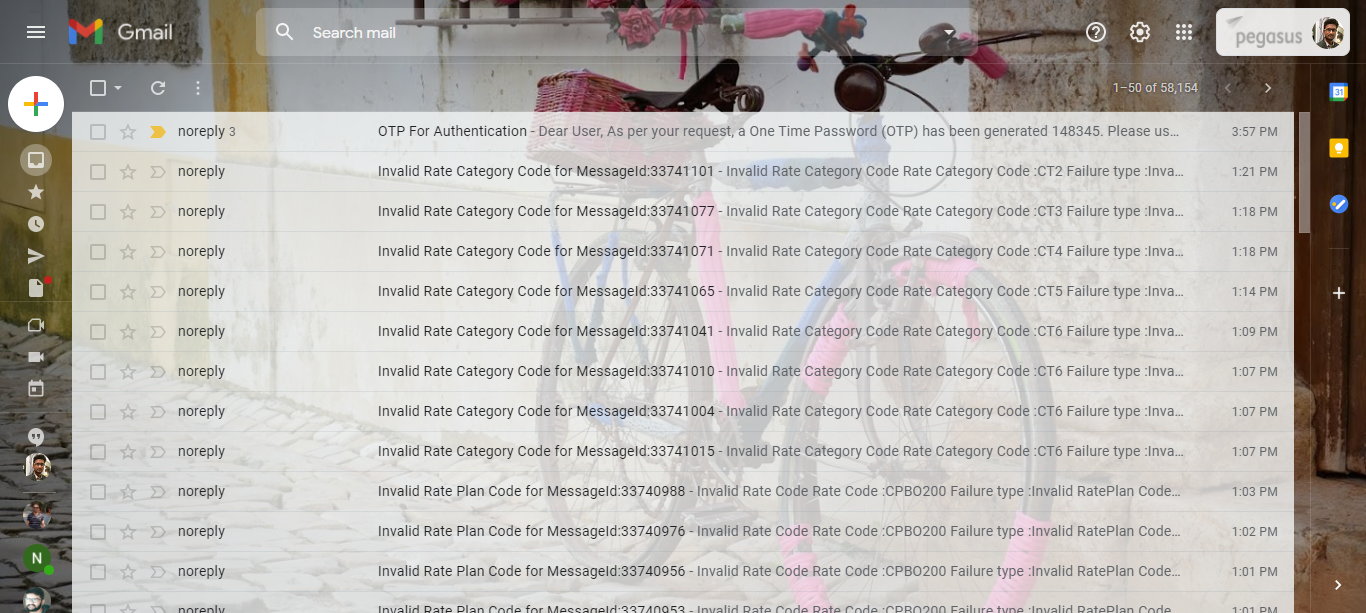 Gmail
Search mail
pegasus
1–50 of 58,154
31
noreply 3 OTP For Authentication - Dear User, As per your request, a One Time Password (OTP) has been generated 148345. Please us… 3:57 PM
noreply Invalid Rate Category Code for MessageId:33741101 - Invalid Rate Category Code Rate Category Code :CT2 Failure type :Inva… 1:21 PM
noreply Invalid Rate Category Code for MessageId:33741077 - Invalid Rate Category Code Rate Category Code :CT3 Failure type :Inva… 1:18 PM
noreply Invalid Rate Category Code for MessageId:33741071 - Invalid Rate Category Code Rate Category Code :CT4 Failure type :Inva… 1:18 PM
noreply Invalid Rate Category Code for MessageId:33741065 - Invalid Rate Category Code Rate Category Code :CT5 Failure type :Inva… 1:14 PM
noreply Invalid Rate Category Code for MessageId:33741041 - Invalid Rate Category Code Rate Category Code :CT6 Failure type :Inva… 1:09 PM
noreply Invalid Rate Category Code for MessageId:33741010 - Invalid Rate Category Code Rate Category Code :CT6 Failure type :Inva… 1:07 PM
noreply Invalid Rate Category Code for MessageId:33741004 - Invalid Rate Category Code Rate Category Code :CT6 Failure type :Inva… 1:07 PM
noreply Invalid Rate Category Code for MessageId:33741015 - Invalid Rate Category Code Rate Category Code :CT6 Failure type :Inva… 1:07 PM
noreply Invalid Rate Plan Code for MessageId:33740988 - Invalid Rate Code Rate Code :CPBO200 Failure type :Invalid RatePlan Code… 1:03 PM
noreply Invalid Rate Plan Code for MessageId:33740976 - Invalid Rate Code Rate Code :CPBO200 Failure type :Invalid RatePlan Code… 1:02 PM
N
noreply Invalid Rate Plan Code for MessageId:33740956 - Invalid Rate Code Rate Code :CPBO200 Failure type :Invalid RatePlan Code… 1:01 PM
noreply Invalid Rate Plan Code for MessageId:33740953 - Invalid Rate Code Rate Code :CPBO200 Failure type :Invalid RatePlan Code… 1:01 PM